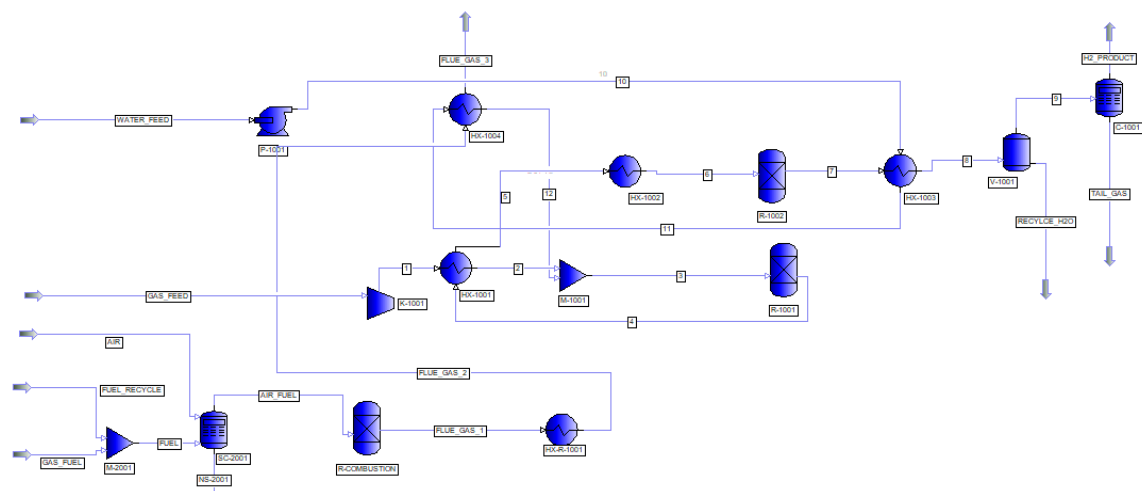 FLUE_GAS_3
H2_PRODUCT
10
10
9
WATER_FEED
HX-1004
C-1001
P-1001
8
V-1001
5
HX-1002
6
7
HX-1003
12
R-1002
TAIL_GAS
11
RECYLCE_H2O
1
2
3
HX-1001
M-1001
R-1001
GAS_FEED
K-1001
4
AIR
FLUE_GAS_2
FUEL_RECYCLE
AIR_FUEL
FUEL
FLUE_GAS_1
GAS_FUEL
M-2001
SC-2001
HX-R-1001
R-COMBUSTION
NS-2001